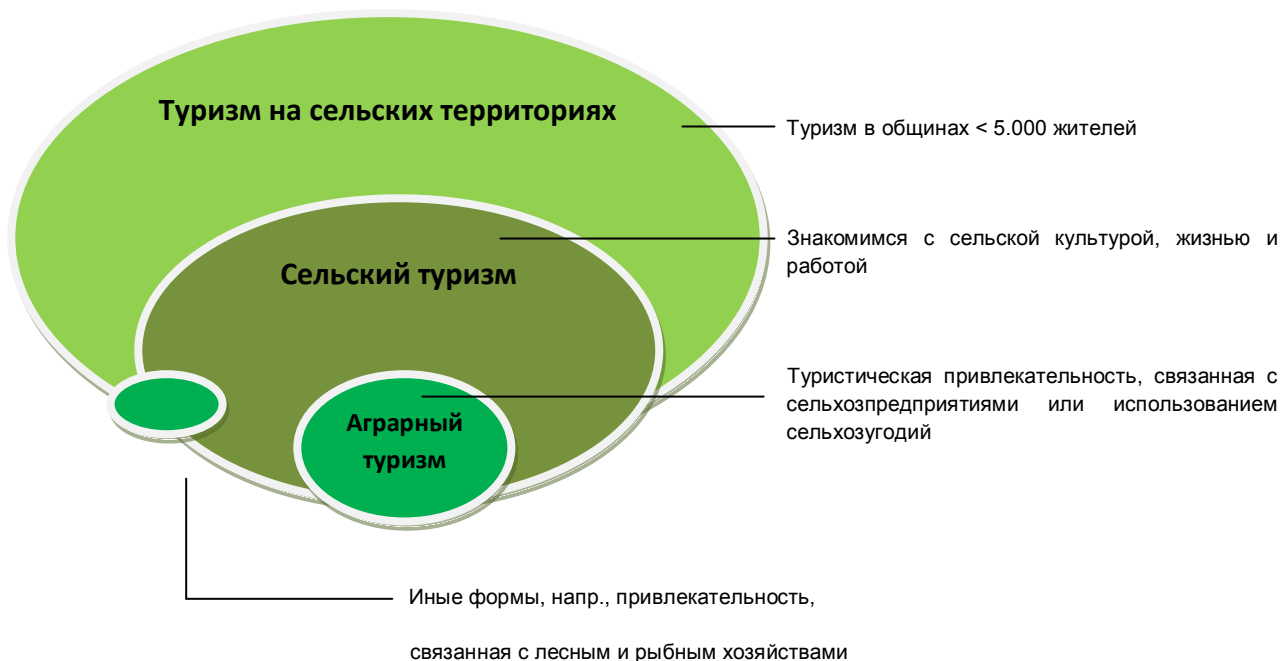 Туризм на сельских территориях
Туризм в общинах < 5.000 жителей
Знакомимся с сельской культурой, жизнью и
работой
Сельский туризм
Туристическая привлекательность, связанная с
сельхозпредприятиями или использованием
сельхозугодий
Аграрный
туризм
Иные формы, напр., привлекательность,
связанная с лесным и рыбным хозяйствами